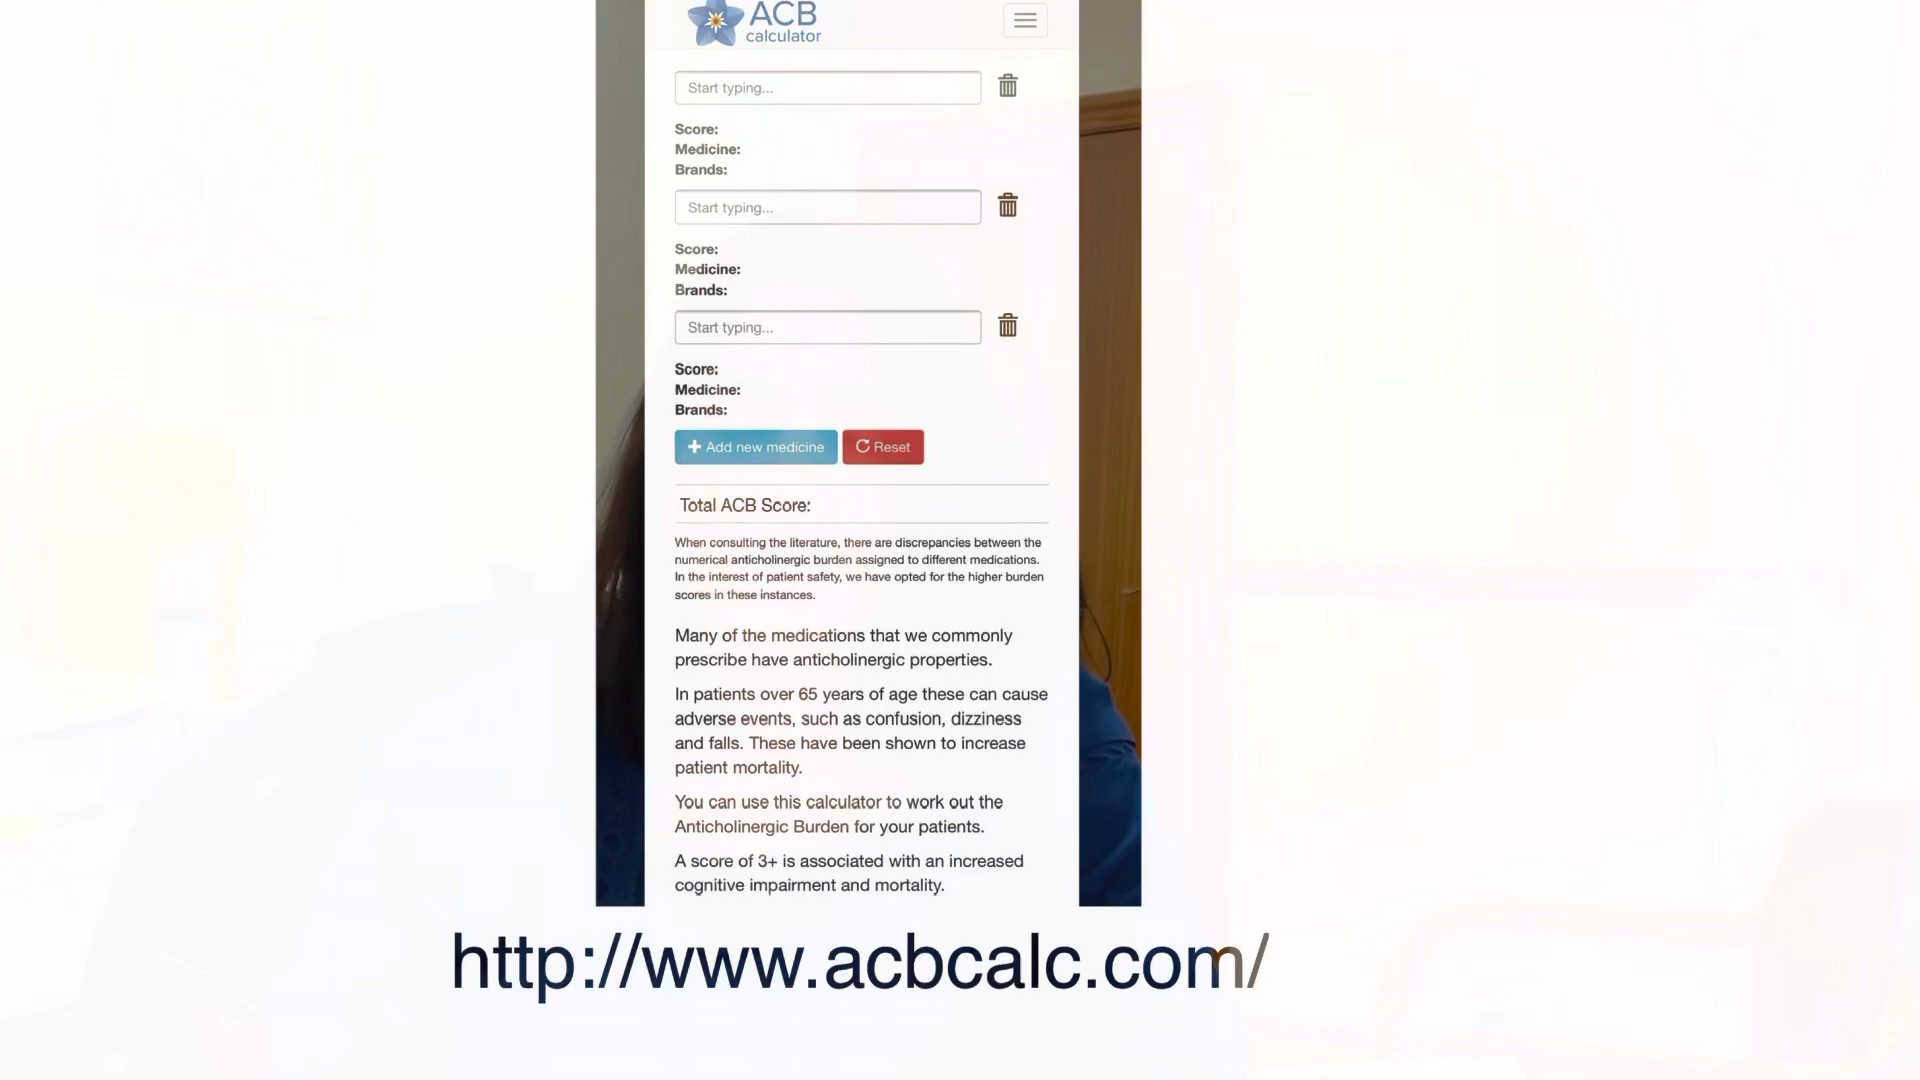 ACB
calculator
Start typing...
Score:
Medicine:
Brands:
Start typing...
Score:
Medicine:
Brands:
Start typing...
Score:
Medicine:
Brands:
Add new medicine
Reset
Total ACB Score:
When consulting the literature, there are discrepancies between the
numerical anticholinergic burden assigned to different medications.
In the interest of patient safety, we have opted for the higher burden
scores in these instances.
Many of the medications that we commonly
prescribe have anticholinergic properties.
In patients over 65 years of age these can cause
adverse events, such as confusion, dizziness
and falls. These have been shown to increase
patient mortality.
You can use this calculator to work out the
Anticholinergic Burden for your patients.
A score of 3+ is associated with an increased
cognitive impairment and mortality.
http://www.acbcalc.com/